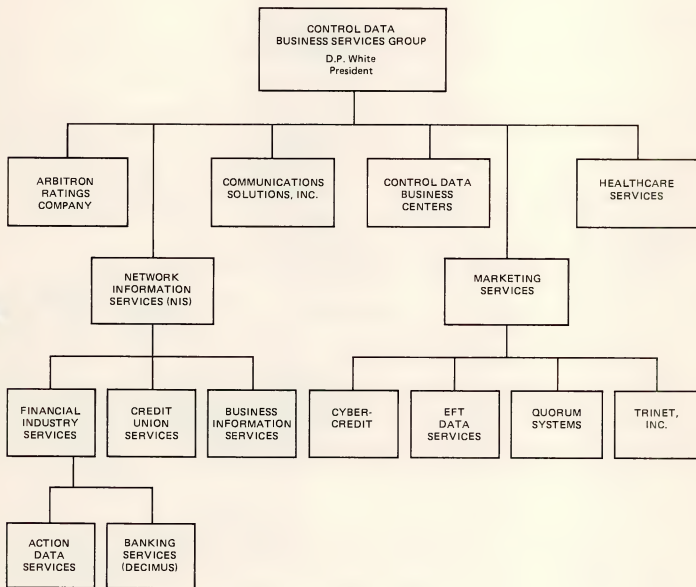 CONTROL DATA
BUSINESS SERVICES GROUP
D.P. White
President
ARBITRON
RATINGS
COMPANY
COMMUNICATIONS
SOLUTIONS, INC.
CONTROL DATA
BUSINESS
CENTERS
HEALTHCARE
SERVICES
NETWORK
INFORMATION
SERVICES (NIS)
MARKETING
SERVICES
FINANCIAL
INDUSTRY
SERVICES
CREDIT
UNION
SERVICES
BUSINESS
INFORMATION
SERVICES
CYBER-
CREDIT
EFT
DATA
SERVICES
QUORUM
SYSTEMS
TRINET,
INC.
ACTION
DATA
SERVICES
BANKING
SERVICES
(DECIMUS)